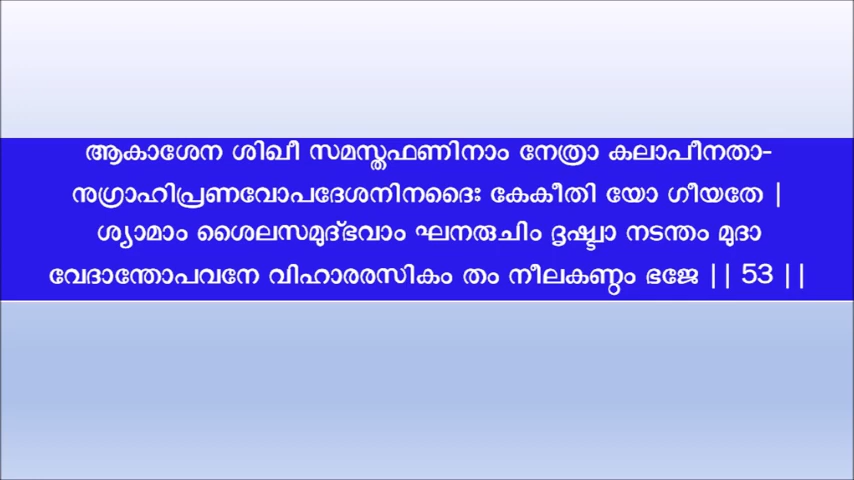 ആകാശേന ശിഖീ സമസ്തഫണിനാം നേത്രാ കലാപീനതാ-
നുഗ്രാഹിപ്രണവോപദേശനിനദൈഃ കേകീതി യോ ഗീയതേ |
ശ്യാമാം ശൈലസമുദ്ഭവാം ഘനരുചിം ദൃഷ്ട്വാ നടന്തം മുദാ
വേദാന്തോപവനേ വിഹാരരസികം തം നീലകണ്ഠം ഭജേ || 53 ||